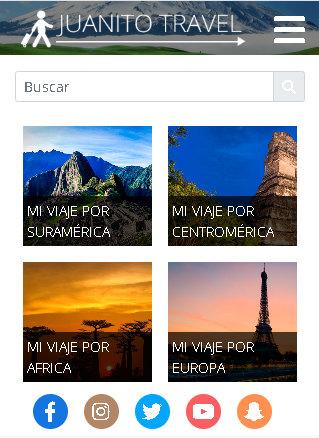 JUANITO TRAVEL
Buscar
MI VIAJE POR
SURAMÉRICA
MI VIAJE POR
CENTROMÉRICA
MI VIAJE POR
AFRICA
MI VIAJE POR
EUROPA